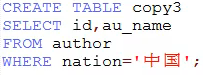 CREATE TABLE copy3
SELECT id,au_name
FROM author
WHERE nation='中国';